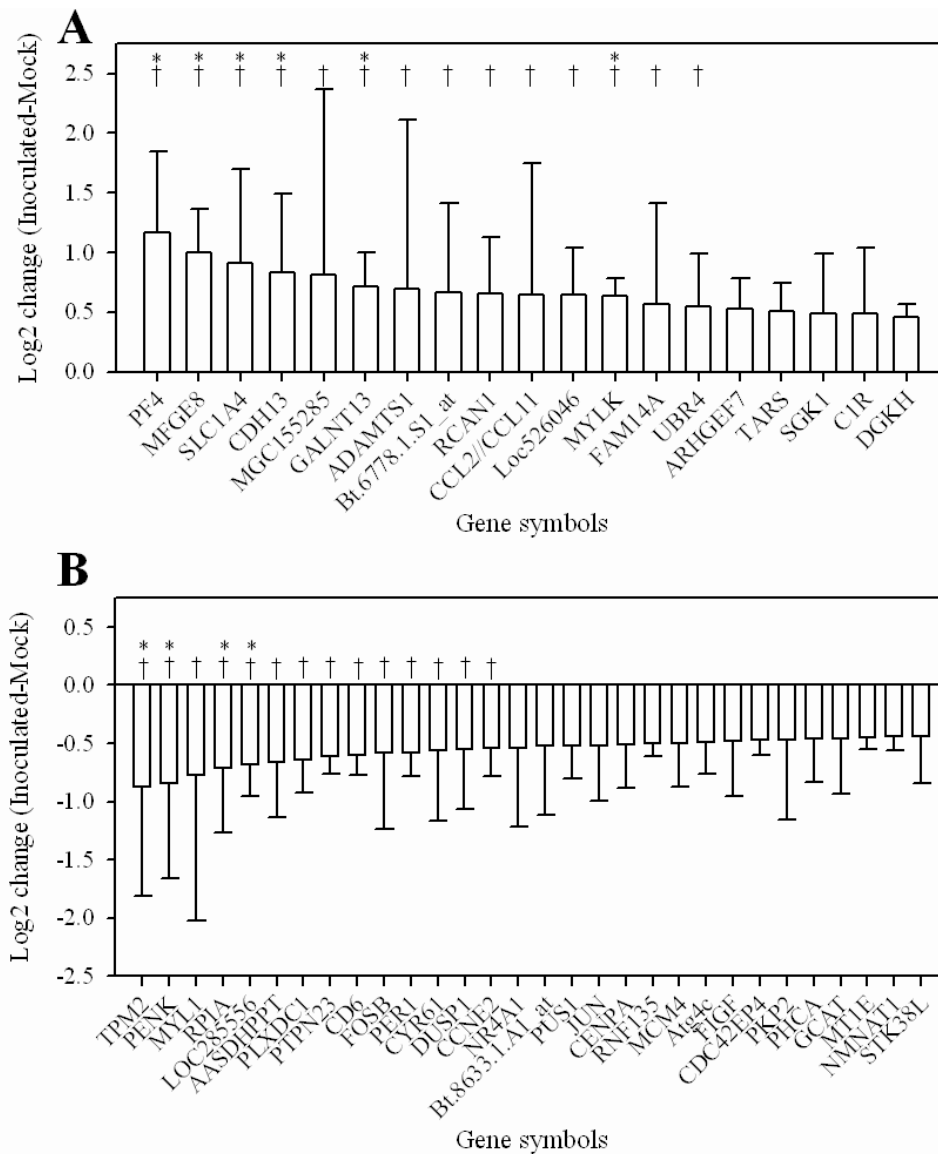 A
Log2 change (Inoculated-Mock)
2.5
2.0
1.5
1.0
0.5
0.0
* * * * * *
† † † † † † † † † † † † † †
PF4
MFGE8
SLC1A4
CDH13
MGC155285
GALNT13
ADAMTS1
Bt.6778.1.S1_at
RCAN1
CCL2//CCL11
Loc526046
MYLK
FAM14A
UBR4
ARHGEF7
TARS
SGK1
C1R
DGKH
Gene symbols
B
Log2 change (Inoculated-Mock)
0.5
0.0
-0.5
-1.0
-1.5
-2.0
-2.5
* * * *
† † † † † † † † † † † † † †
TPM2
PENK
MYL1
RPIA
LOC285556
AASDHPPT
PLXDC1
PTPN23
CD6
FOSB
PER1
CYR61
DUSP1
CCNE2
NR4A1
Bt.8633.1.A1_at
PUS1
JUN
CENPA
RNF135
MCM4
Atg4c
FIGF
CDC42EP4
PKP2
PHCA
GCAT
MT1E
NMNAT1
STK38L
Gene symbols